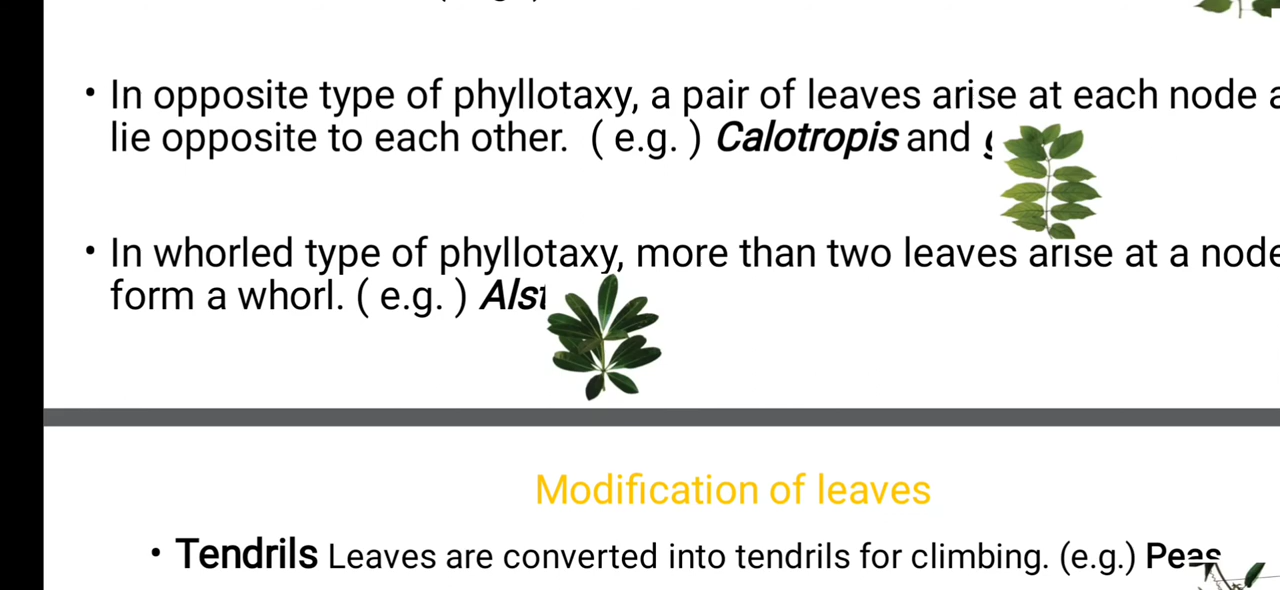 • In opposite type of phyllotaxy, a pair of leaves arise at each node
lie opposite to each other. ( e.g. ) Calotropis and
• In whorled type of phyllotaxy, more than two leaves arise at a node
form a whorl. ( e.g. )
Modification of leaves
• Tendrils Leaves are converted into tendrils for climbing. (e.g.) Peas